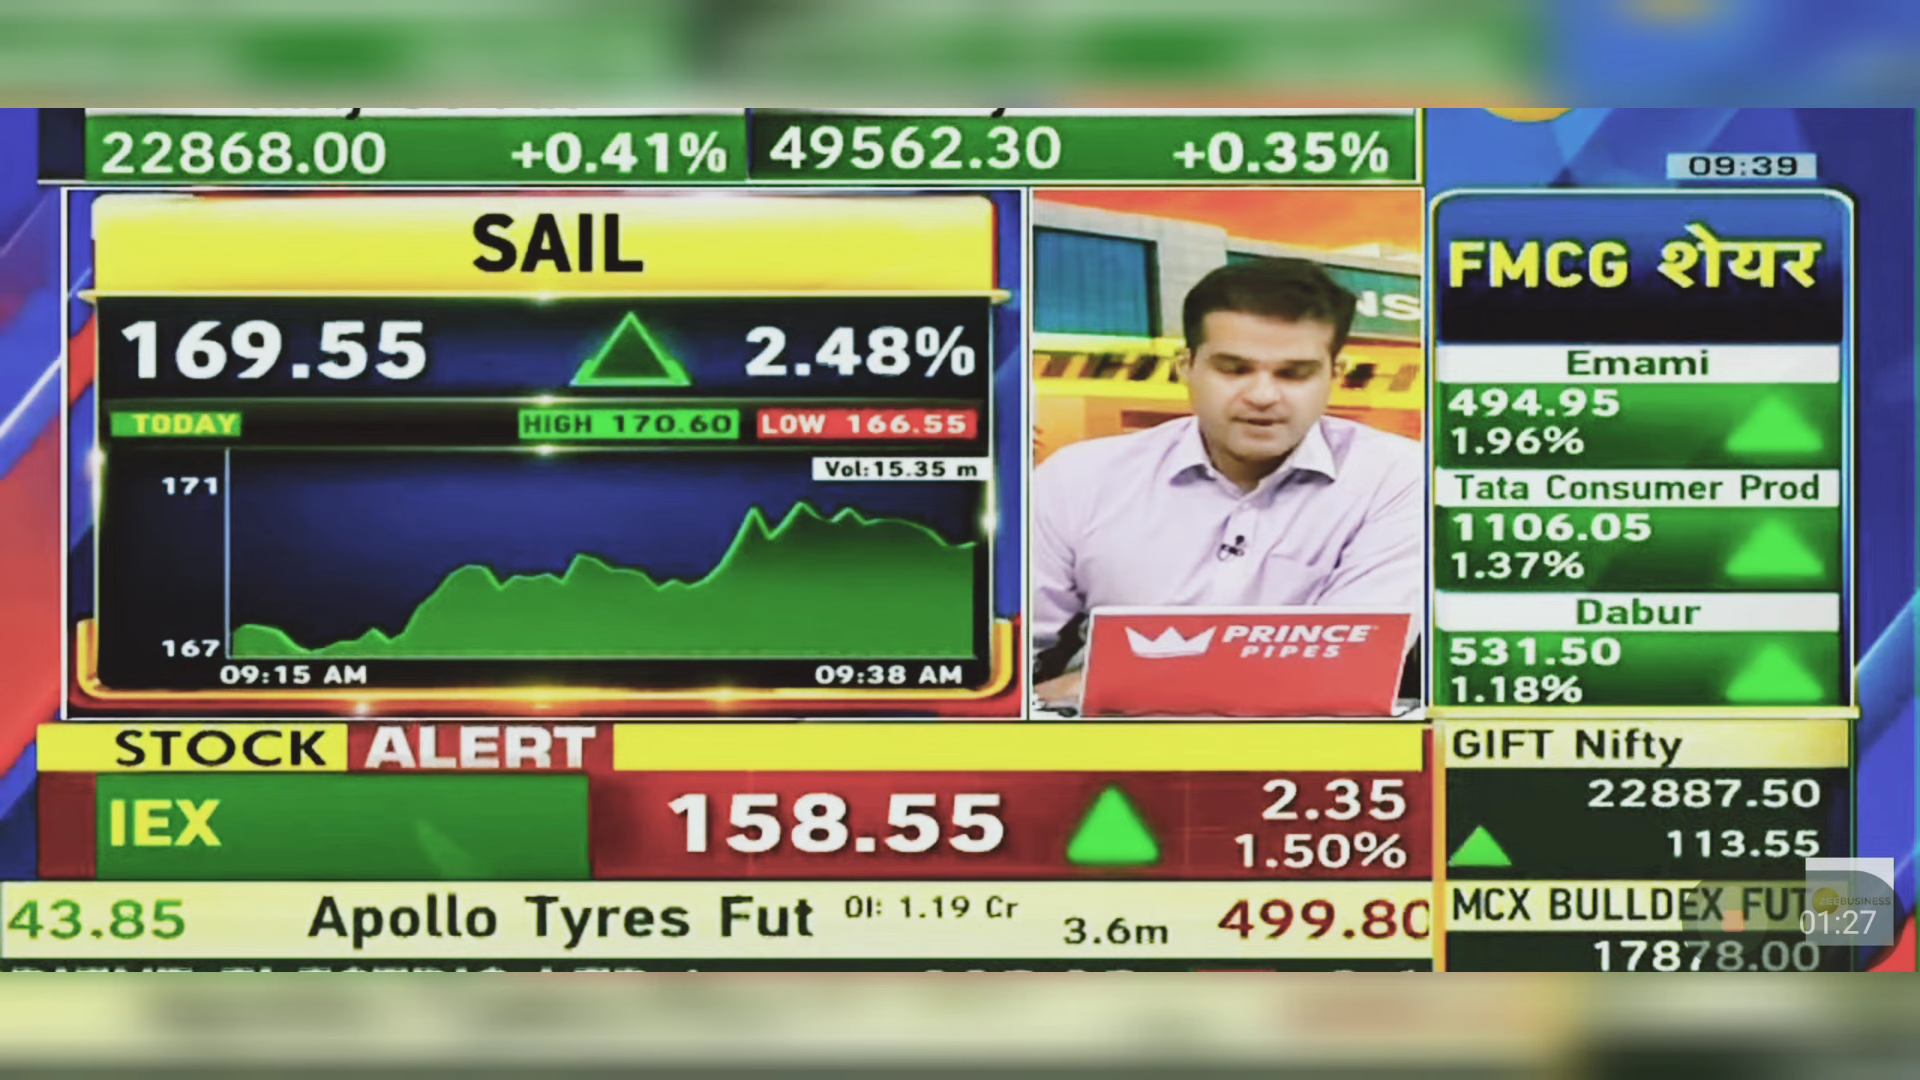 22868.00 +0.41% 49562.30 +0.35%
09:39
SAIL
169.55 2.48%
TODAY HIGH 170.60 LOW 166.55
Vol:15.35 m
171
167
09:15 AM 09:38 AM
NS
PRINCE
PIPES
FMCG शेयर
Emami
494.95
1.96%
Tata Consumer Prod
1106.05
1.37%
Dabur
531.50
1.18%
STOCK ALERT
IEX 158.55 2.35
1.50%
GIFT Nifty
22887.50
113.55
43.85 Apollo Tyres Fut OI: 1.19 Cr 3.6m 499.80
MCX BULLDEX FUT
17878.00
ZEEBUSINESS
01:27